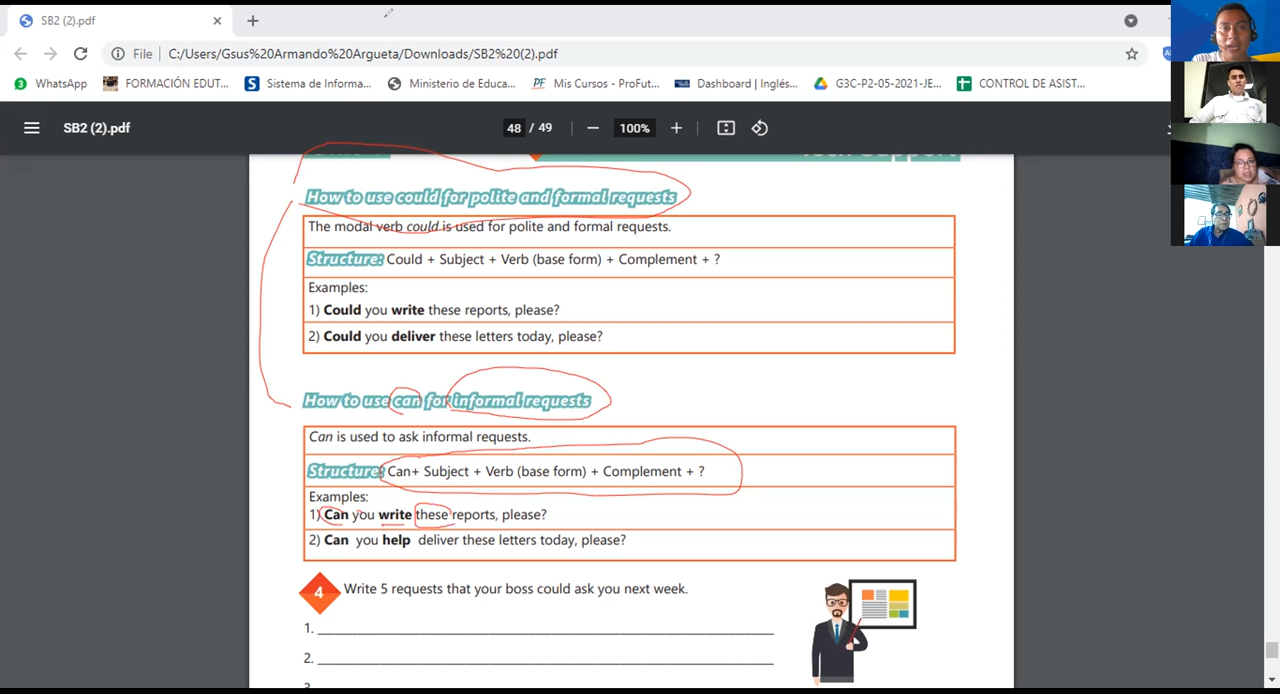 SB2 (2).pdf
File C:/Users/Gsus%20Armando%20Argueta/Downloads/SB2%20(2).pdf
WhatsApp FORMACIÓN EDUT... Sistema de Informa... Ministerio de Educa... Mis Cursos - ProFut... Dashboard | Inglés... G3C-P2-05-2021-JE... CONTROL DE ASIST...
SB2 (2).pdf 48 / 49 100%
Tech Support
How to use could for polite and formal requests
The modal verb could is used for polite and formal requests.
Structure: Could + Subject + Verb (base form) + Complement + ?
Examples:
1) Could you write these reports, please?
2) Could you deliver these letters today, please?
How to use can for informal requests
Can is used to ask informal requests.
Structure: Can+ Subject + Verb (base form) + Complement + ?
Examples:
1) Can you write these reports, please?
2) Can you help deliver these letters today, please?
4 Write 5 requests that your boss could ask you next week.
1.
2.